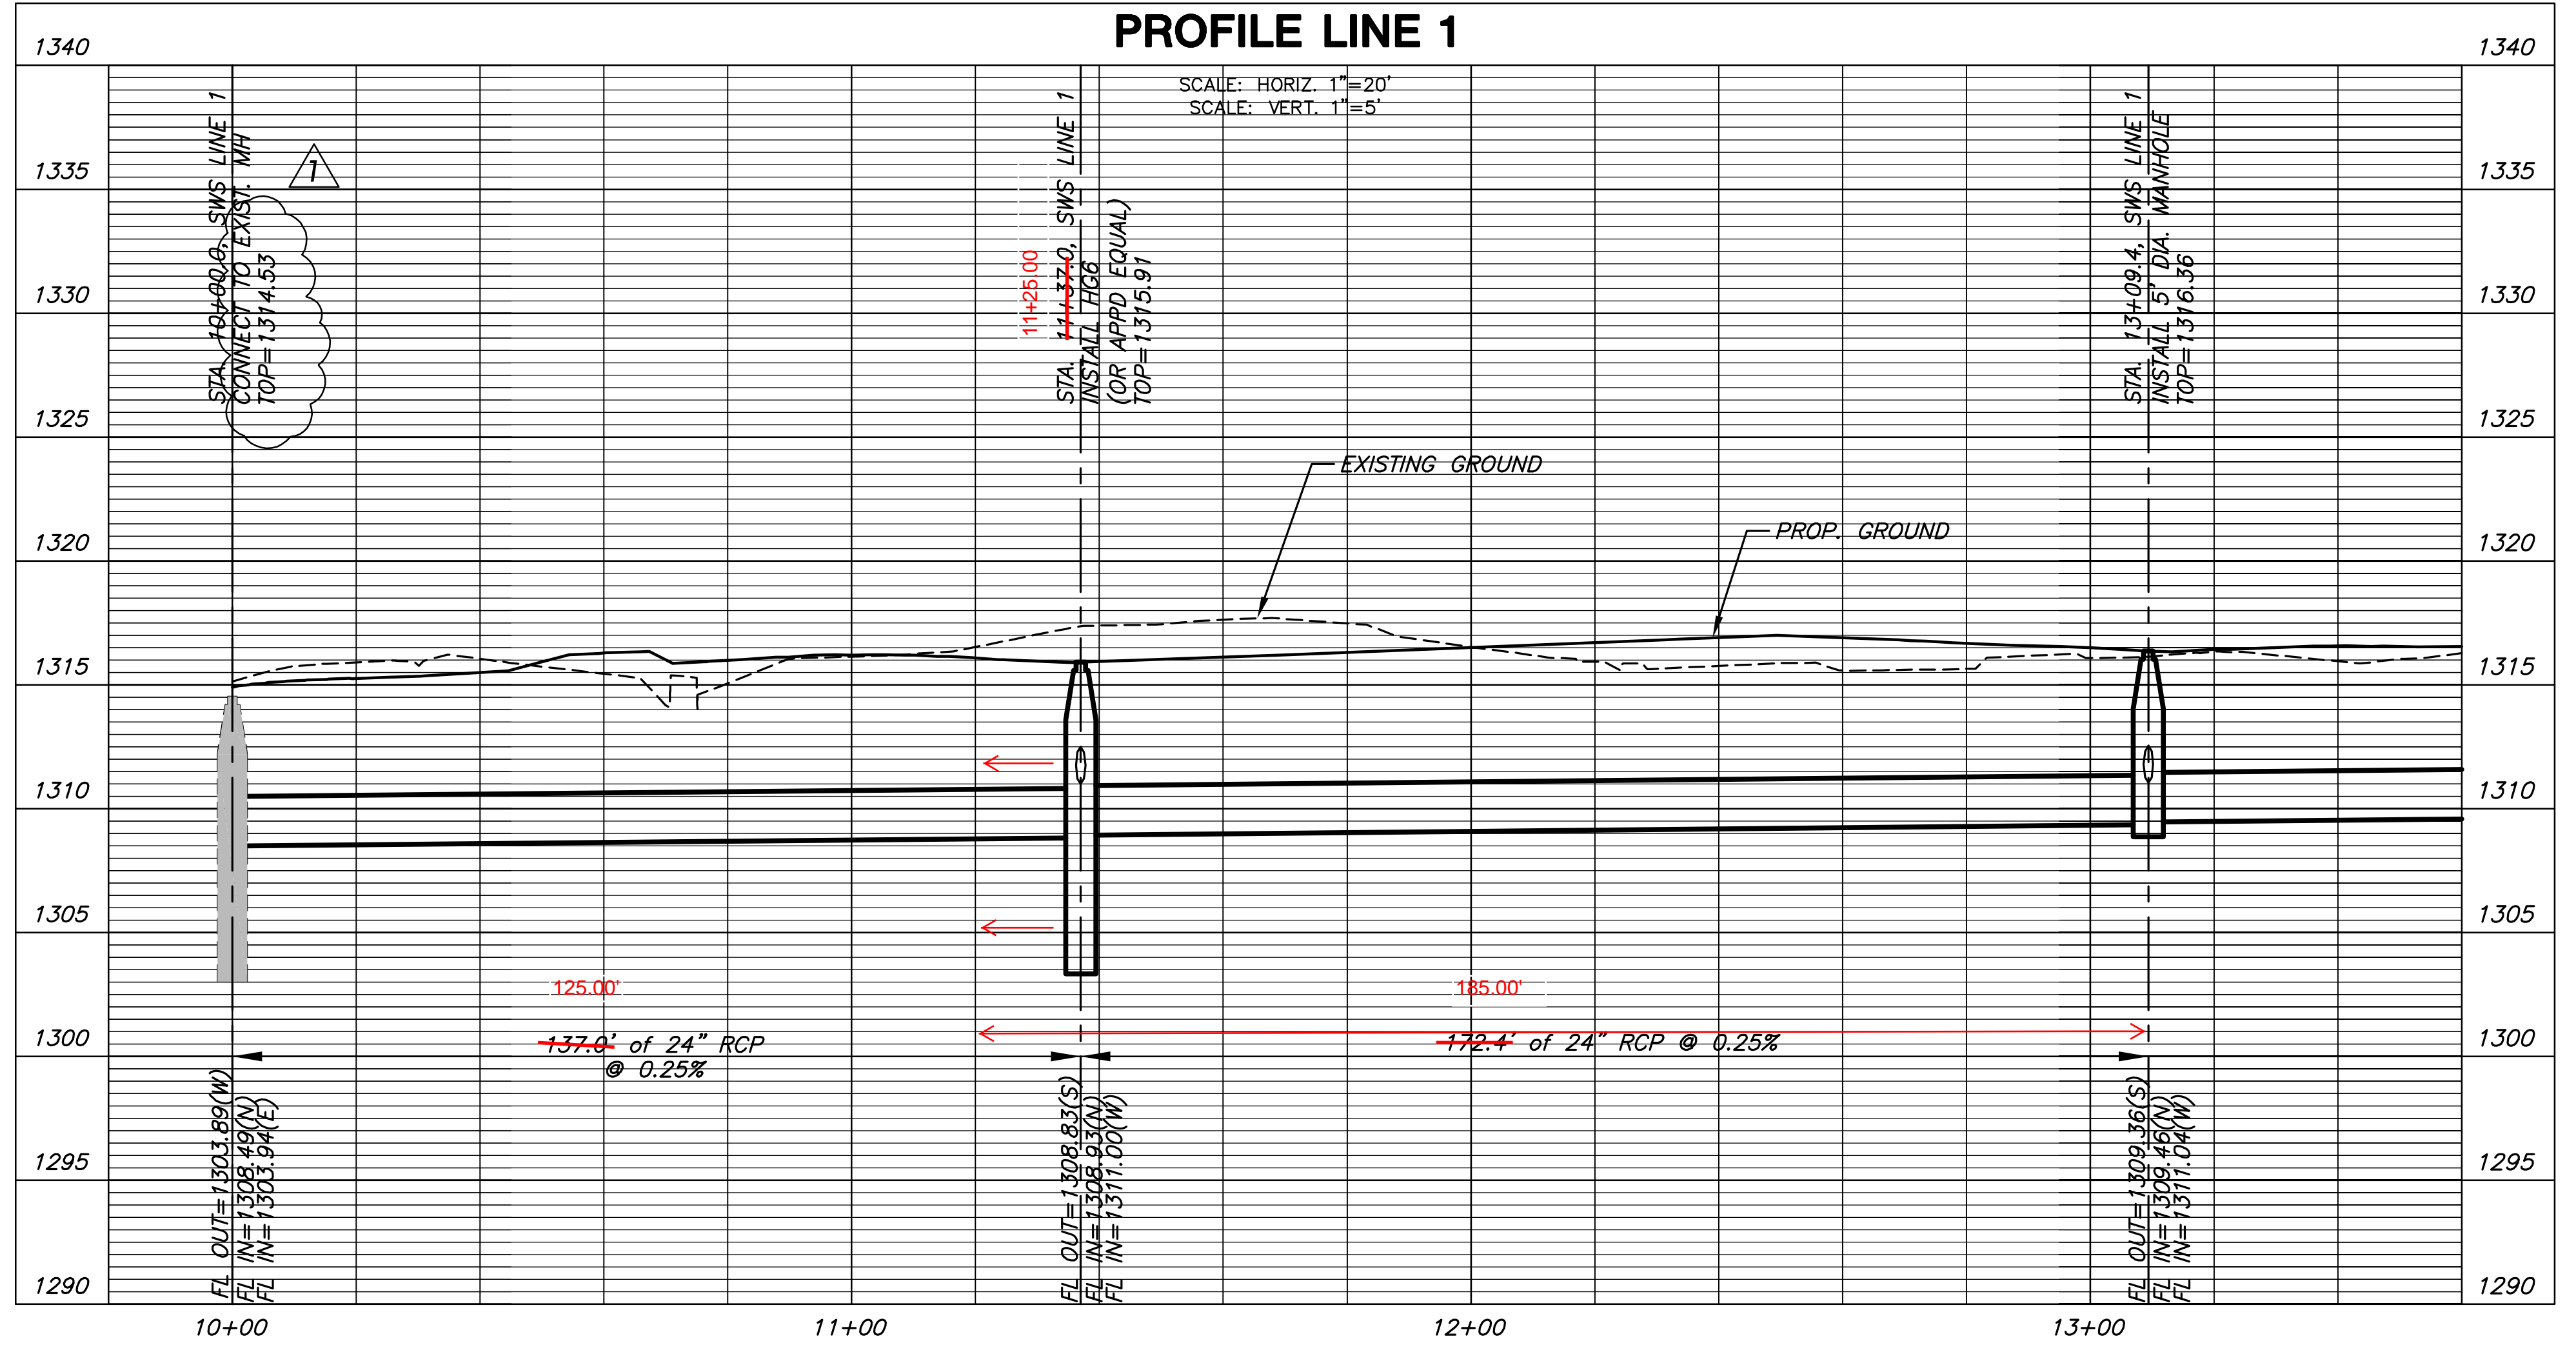 PROFILE LINE 1
SCALE: HORIZ. 1"=20'
SCALE: VERT. 1"=5'
1340
1335
1330
1325
1320
1315
1310
1305
1300
1295
1290
1340
1335
1330
1325
1320
1315
1310
1305
1300
1295
1290
STA. 10+00.0, SWS LINE 1
CONNECT TO EXIST. MH
TOP=1314.53
1
11+25.00
STA. 11+37.0, SWS LINE 1
INSTALL HG6
(OR APPD EQUAL)
TOP=1315.91
STA. 13+09.4, SWS LINE 1
INSTALL 5' DIA. MANHOLE
TOP=1316.36
EXISTING GROUND
PROP. GROUND
125.00'
137.0' of 24" RCP
@ 0.25%
185.00'
172.4' of 24" RCP @ 0.25%
FL OUT=1303.89(W)
FL IN=1308.49(N)
FL IN=1303.94(E)
FL OUT=1308.83(S)
FL IN=1308.93(N)
FL IN=1311.00(W)
FL OUT=1309.36(S)
FL IN=1309.46(N)
FL IN=1311.04(W)
10+00
11+00
12+00
13+00